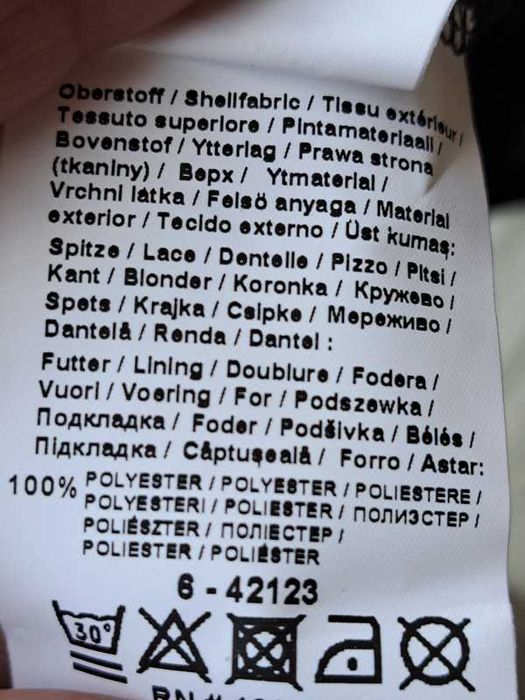 Oberstoff / Shellfabric / Tissu extérieur /
Tessuto superiore / Pintamateriaali /
Bovenstof / Ytterlag / Prawa strona
(tkaniny) / Верх / Ytmaterial /
Vrchní látka / Felsö anyaga / Material
exterior / Tecido externo / Üst kumaş:
Spitze / Lace / Dentelle / Pizzo / Pitsi /
Kant / Blonder / Koronka / Кружево /
Spets / Krajka / Csipke / Мереживо /
Dantelă / Renda / Dantel :
Futter / Lining / Doublure / Fodera /
Vuori / Voering / For / Podszewka /
Подкладка / Foder / Podšívka / Bélés /
Підкладка / Căptuşeală / Forro / Astar:
100% POLYESTER / POLYESTER / POLIESTERE /
POLYESTERI / POLIESTER / ПОЛИЭСТЕР /
POLIÉSZTER / ПОЛІЕСТЕР /
POLIESTER / POLIÉSTER
6 - 42123
30°
RN #